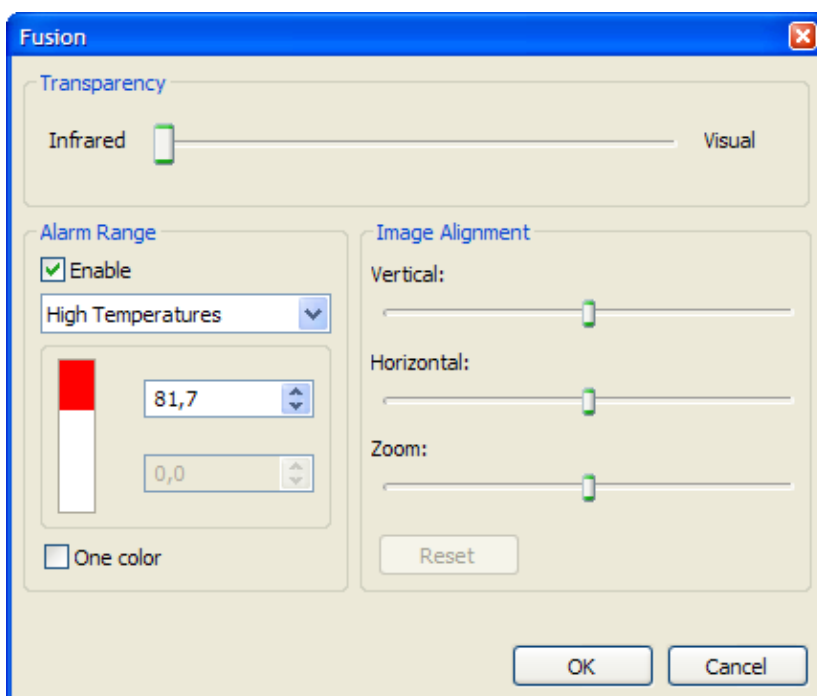 Fusion
Transparency
Infrared Visual
Alarm Range
Enable
High Temperatures
81,7
0,0
One color
Image Alignment
Vertical:
Horizontal:
Zoom:
Reset
OK Cancel